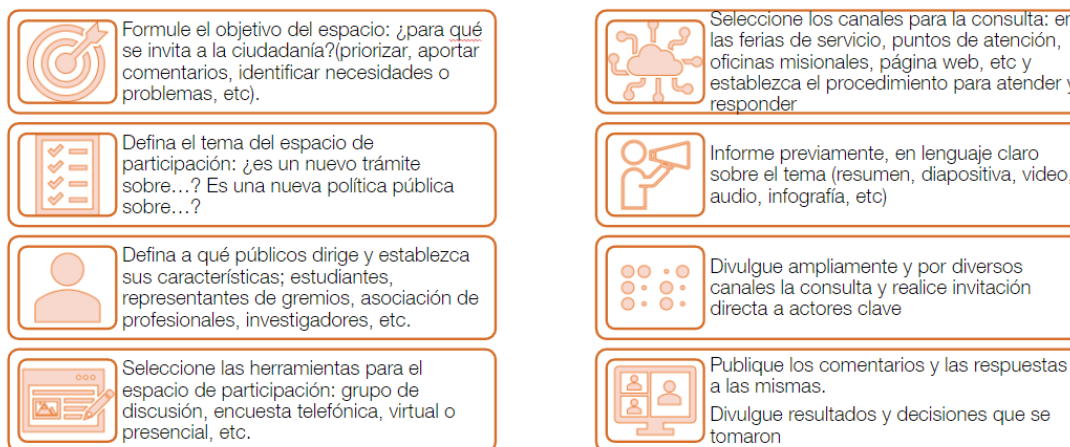 Formule el objetivo del espacio: ¿para qué
se invita a la ciudadanía?(priorizar, aportar
comentarios, identificar necesidades o
problemas, etc).
Defina el tema del espacio de
participación: ¿es un nuevo trámite
sobre…? Es una nueva política pública
sobre…?
Defina a qué públicos dirige y establezca
sus características; estudiantes,
representantes de gremios, asociación de
profesionales, investigadores, etc.
Seleccione las herramientas para el
espacio de participación: grupo de
discusión, encuesta telefónica, virtual o
presencial, etc.
Seleccione los canales para la consulta: en
las ferias de servicio, puntos de atención,
oficinas misionales, página web, etc y
establezca el procedimiento para atender y
responder
Informe previamente, en lenguaje claro
sobre el tema (resumen, diapositiva, video,
audio, infografía, etc)
Divulgue ampliamente y por diversos
canales la consulta y realice invitación
directa a actores clave
Publique los comentarios y las respuestas
a las mismas.
Divulgue resultados y decisiones que se
tomaron